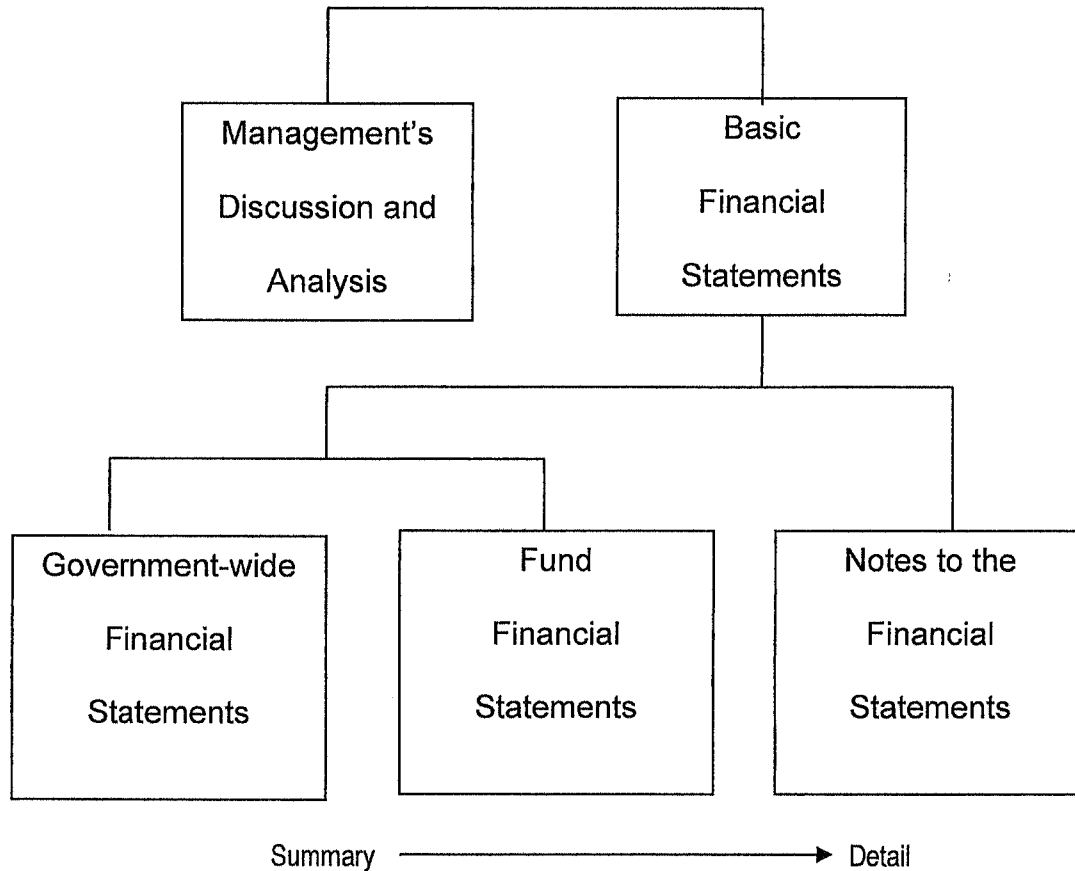 Management's
Discussion and
Analysis
Basic
Financial
Statements
Government-wide
Financial
Statements
Fund
Financial
Statements
Notes to the
Financial
Statements
Summary
Detail